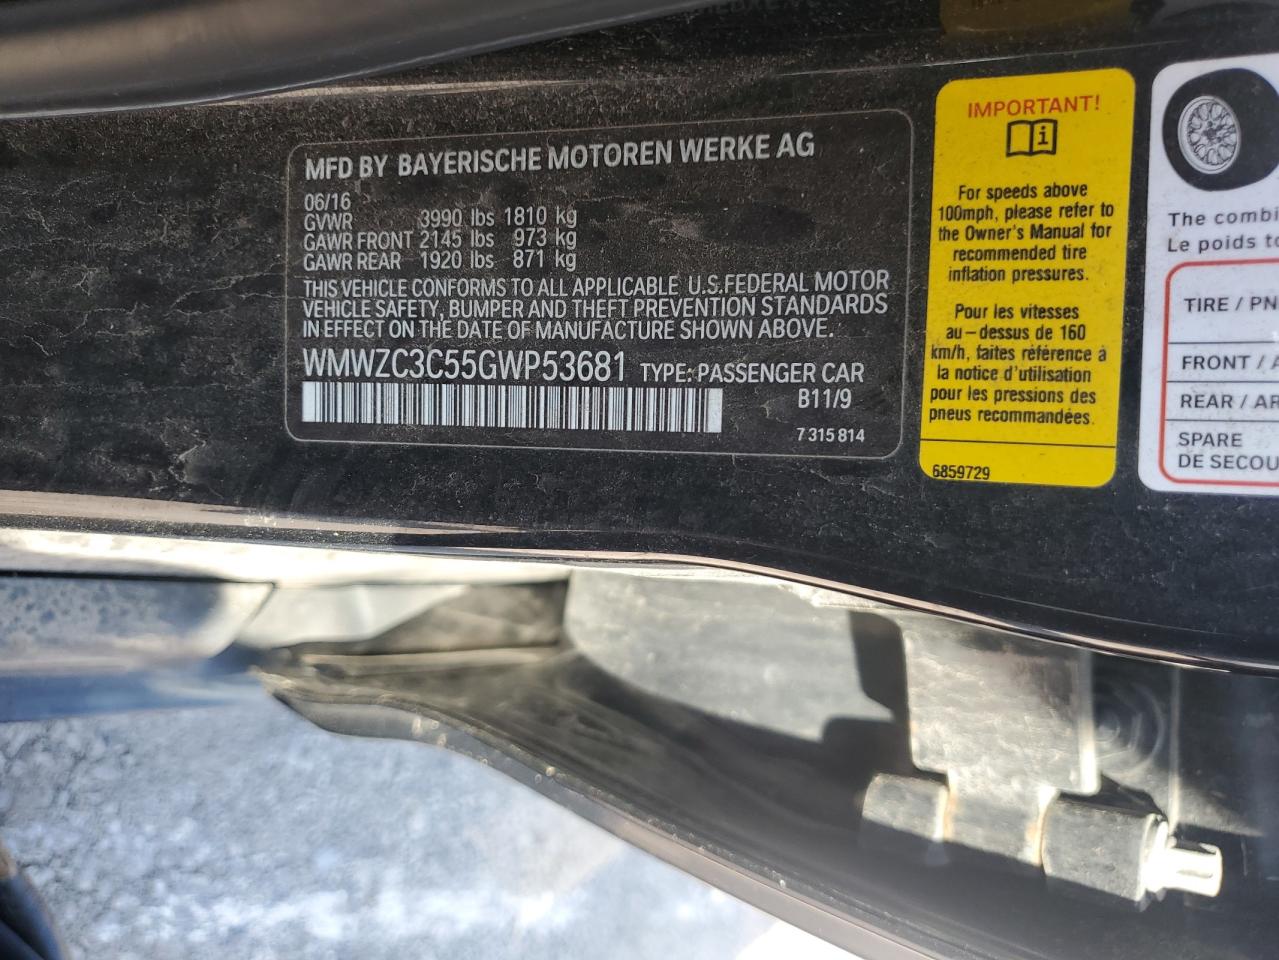 MFD BY BAYERISCHE MOTOREN WERKE AG
06/16
GVWR 3990 lbs 1810 kg
GAWR FRONT 2145 lbs 973 kg
GAWR REAR 1920 lbs 871 kg
THIS VEHICLE CONFORMS TO ALL APPLICABLE U.S.FEDERAL MOTOR
VEHICLE SAFETY, BUMPER AND THEFT PREVENTION STANDARDS
IN EFFECT ON THE DATE OF MANUFACTURE SHOWN ABOVE.
WMWZC3C55GWP53681 TYPE: PASSENGER CAR
B11/9
7 315 814
IMPORTANT!
i
For speeds above
100mph, please refer to
the Owner's Manual for
recommended tire
inflation pressures.
Pour les vitesses
au-dessus de 160
km/h, faites référence à
la notice d'utilisation
pour les pressions des
pneus recommandées.
6859729
The combi
Le poids to
TIRE / PN
FRONT / A
REAR / AR
SPARE
DE SECOU